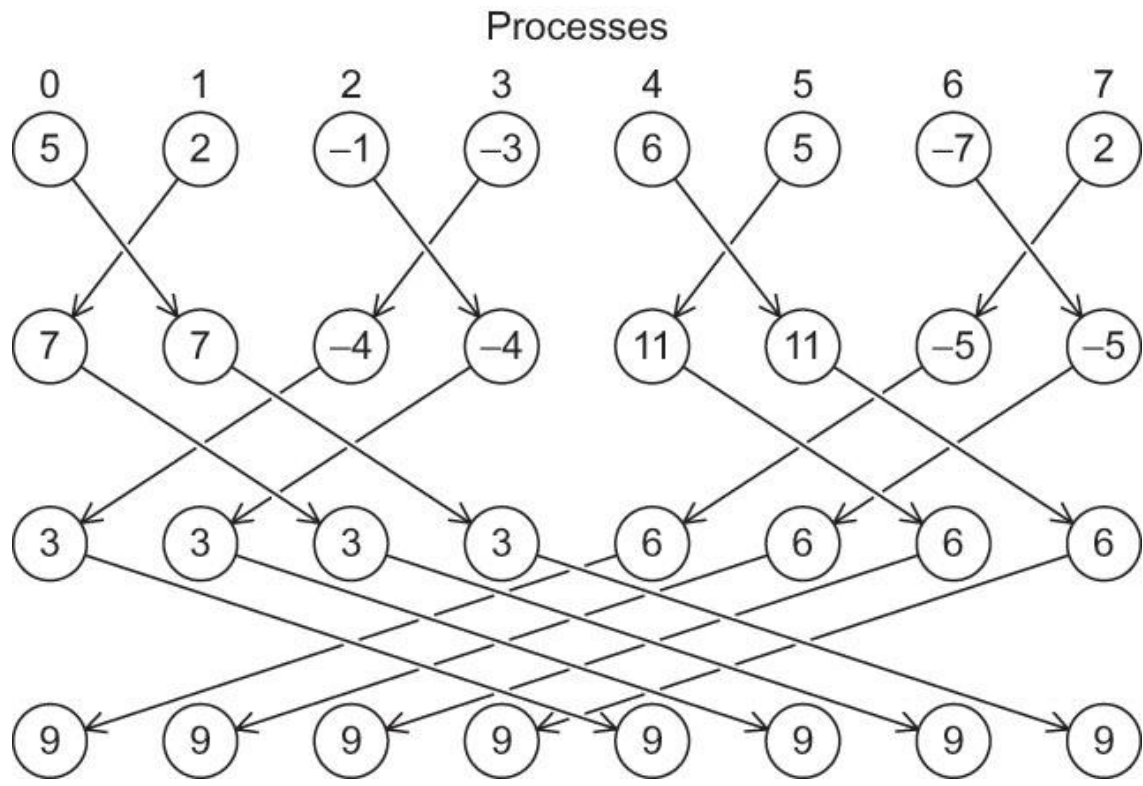 Processes
0 1 2 3 4 5 6 7
5 2 –1 –3 6 5 –7 2
7 7 –4 –4 11 11 –5 –5
3 3 3 3 6 6 6 6
9 9 9 9 9 9 9 9